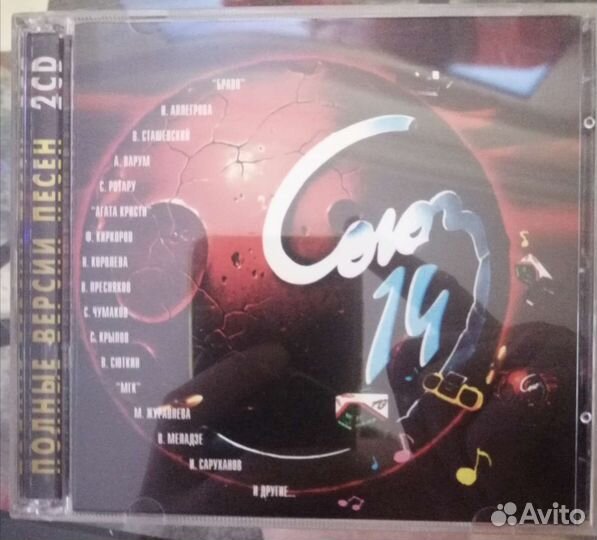 ПОЛНЫЕ ВЕРСИИ ПЕСЕН 2CD
"БРАВО"
И. АЛЛЕГРОВА
В. СТАШЕВСКИЙ
А. ВАРУМ
С. РОТАРУ
"АГАТА КРИСТИ"
Ф. КИРКОРОВ
Н. КОРОЛЕВА
В. ПРЕСНЯКОВ
С. ЧУМАКОВ
С. КРЫЛОВ
В. СЮТКИН
"МГК"
М. ЖУРАВЛЕВА
В. МЕЛАДЗЕ
И. САРУХАНОВ
И ДРУГИЕ...
Союз
14
Avito